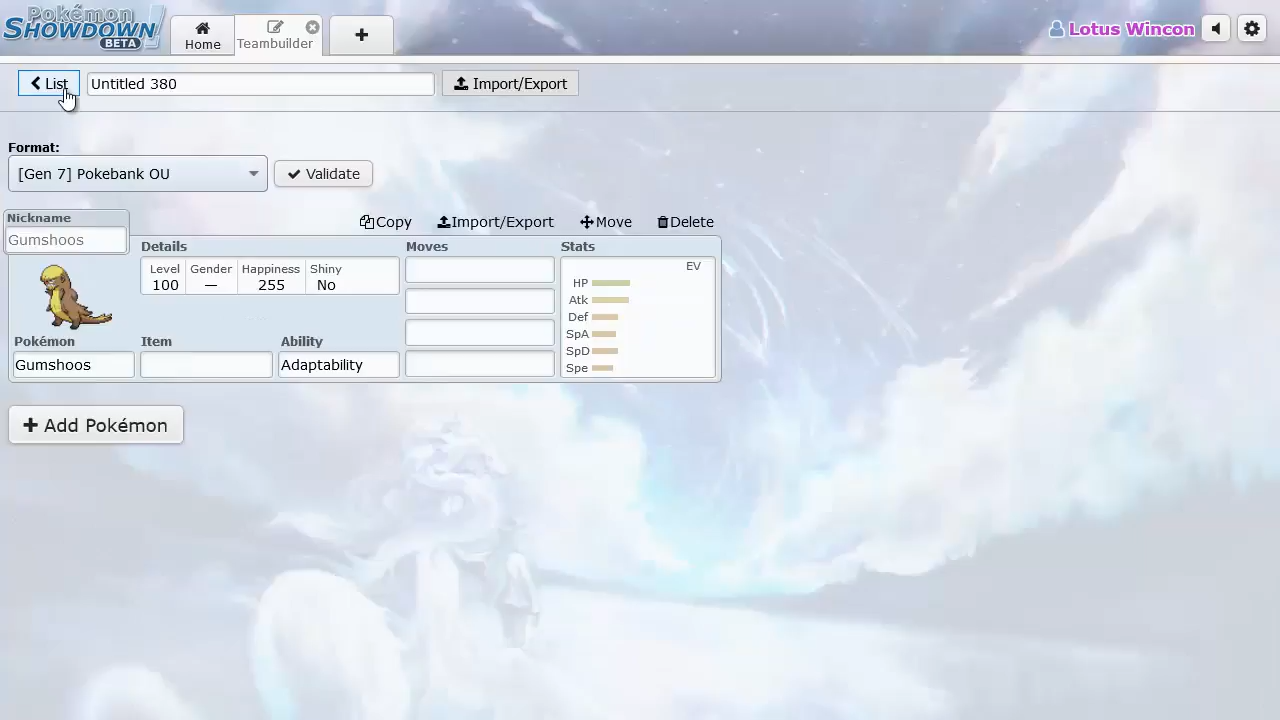 Pokémon
SHOWDOWN!
BETA
Home
Teambuilder
Lotus Wincon
List
Untitled 380
Import/Export
Format:
[Gen 7] Pokebank OU
Validate
Nickname
Gumshoos
Copy
Import/Export
Move
Delete
Details
Moves
Stats
Level
Gender
Happiness
Shiny
100
—
255
No
EV
HP
Atk
Def
SpA
SpD
Spe
Pokémon
Item
Ability
Gumshoos
Adaptability
+ Add Pokémon